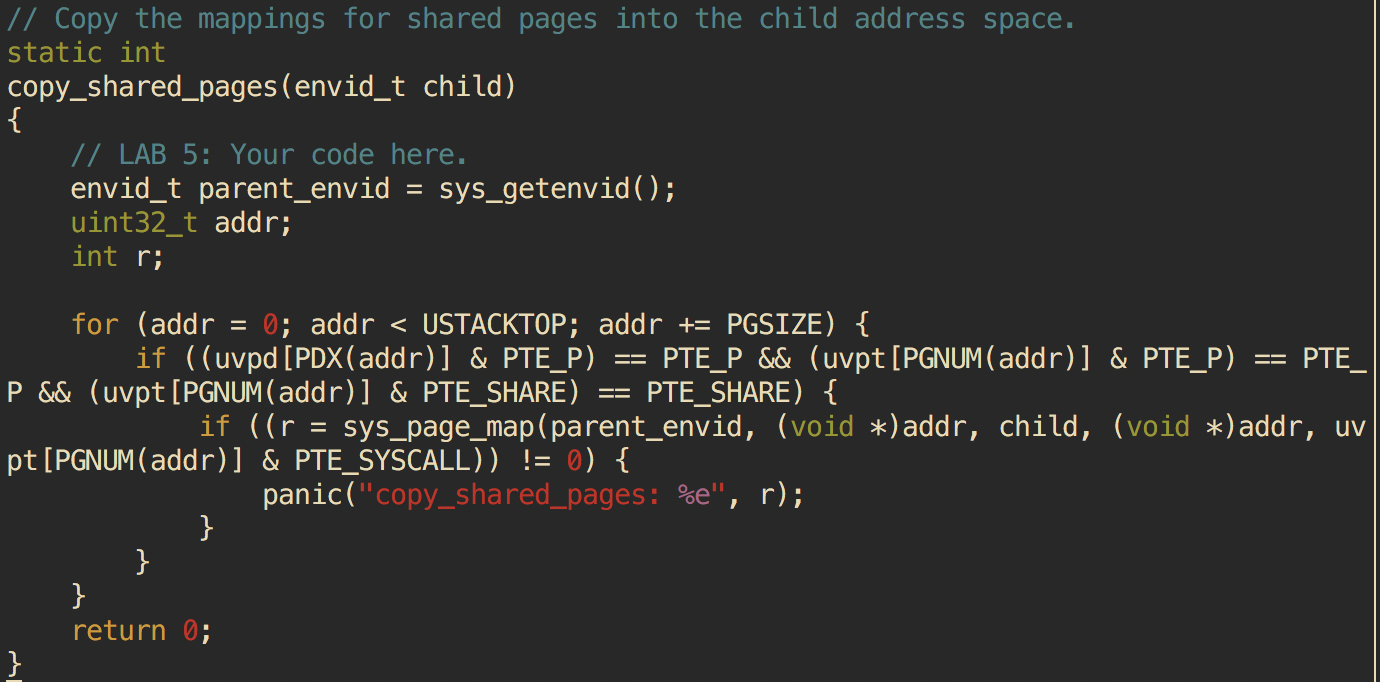 // Copy the mappings for shared pages into the child address space.
static int
copy_shared_pages(envid_t child)
{
    // LAB 5: Your code here.
    envid_t parent_envid = sys_getenvid();
    uint32_t addr;
    int r;

    for (addr = 0; addr < USTACKTOP; addr += PGSIZE) {
        if ((uvpd[PDX(addr)] & PTE_P) == PTE_P && (uvpt[PGNUM(addr)] & PTE_P) == PTE_
P && (uvpt[PGNUM(addr)] & PTE_SHARE) == PTE_SHARE) {
            if ((r = sys_page_map(parent_envid, (void *)addr, child, (void *)addr, uv
pt[PGNUM(addr)] & PTE_SYSCALL)) != 0) {
                panic("copy_shared_pages: %e", r);
            }
        }
    }
    return 0;
}